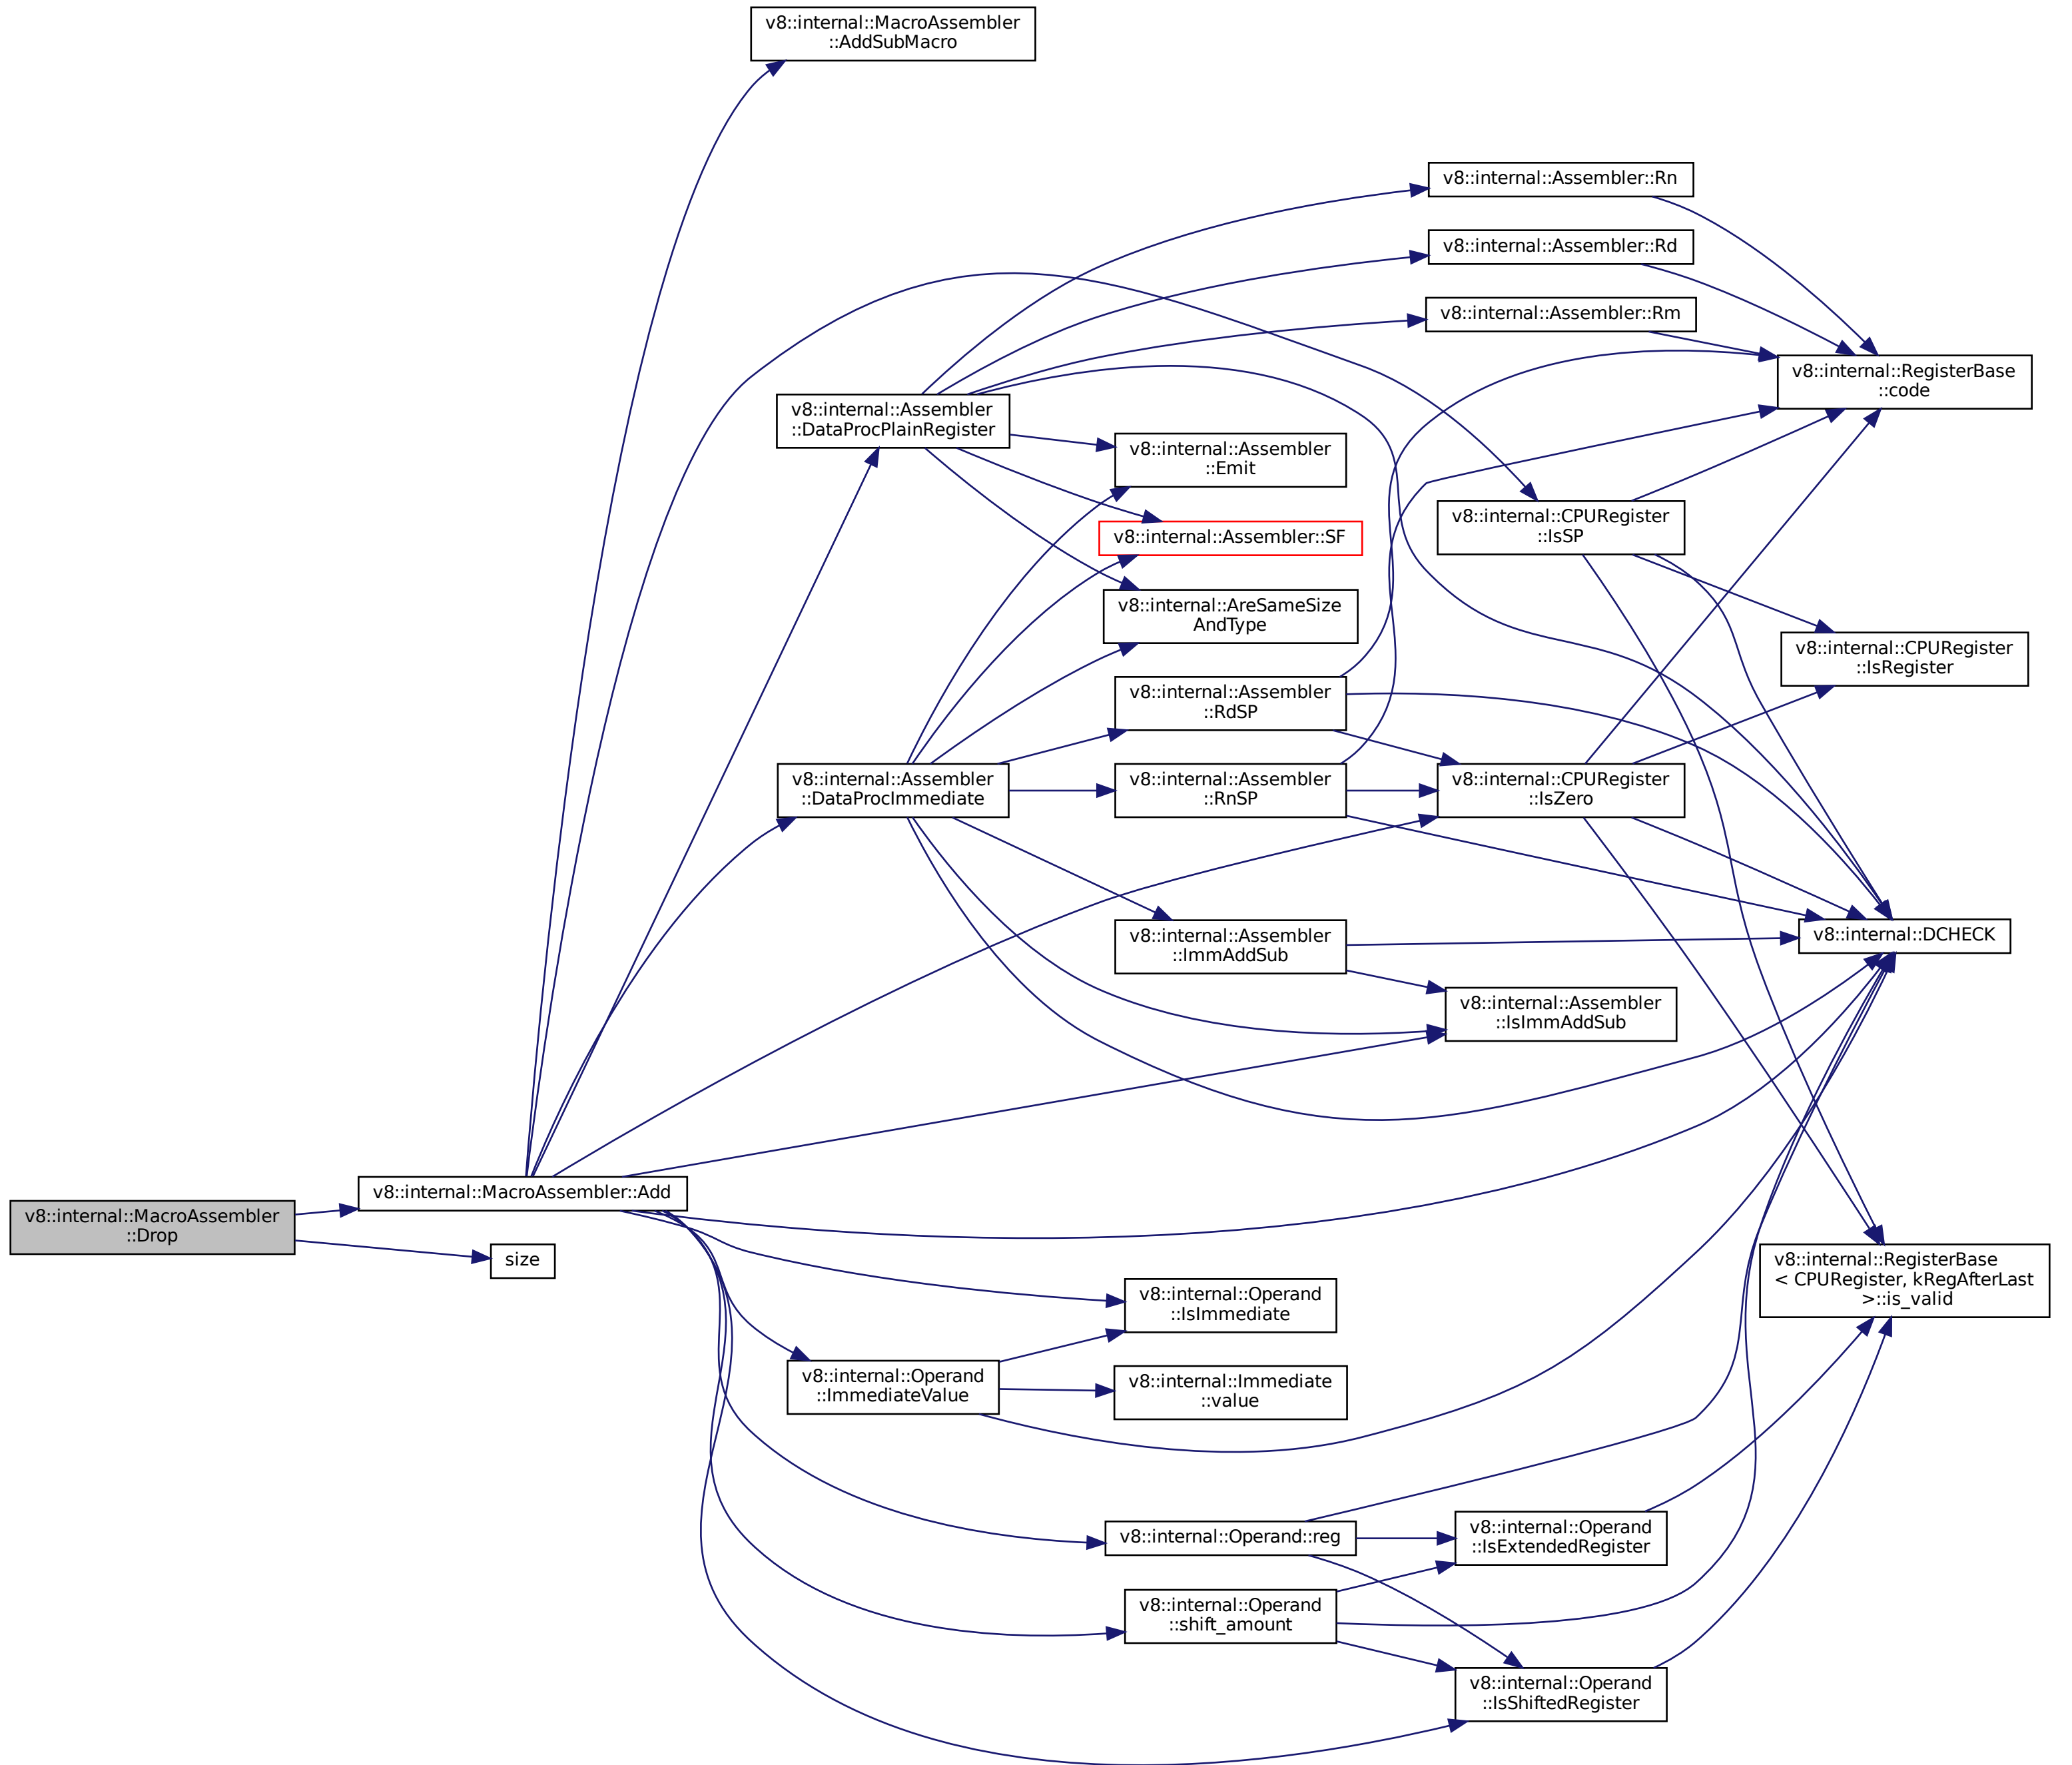 v8::internal::MacroAssembler
::AddSubMacro
v8::internal::Assembler::Rn
v8::internal::Assembler::Rd
v8::internal::Assembler::Rm
v8::internal::RegisterBase
::code
v8::internal::Assembler
::DataProcPlainRegister
v8::internal::Assembler
::Emit
v8::internal::CPURegister
::IsSP
v8::internal::Assembler::SF
v8::internal::AreSameSize
AndType
v8::internal::CPURegister
::IsRegister
v8::internal::Assembler
::RdSP
v8::internal::Assembler
::DataProcImmediate
v8::internal::Assembler
::RnSP
v8::internal::CPURegister
::IsZero
v8::internal::Assembler
::ImmAddSub
v8::internal::DCHECK
v8::internal::Assembler
::IsImmAddSub
v8::internal::MacroAssembler::Add
v8::internal::MacroAssembler
::Drop
size
v8::internal::RegisterBase
< CPURegister, kRegAfterLast
>::is_valid
v8::internal::Operand
::IsImmediate
v8::internal::Operand
::ImmediateValue
v8::internal::Immediate
::value
v8::internal::Operand::reg
v8::internal::Operand
::IsExtendedRegister
v8::internal::Operand
::shift_amount
v8::internal::Operand
::IsShiftedRegister